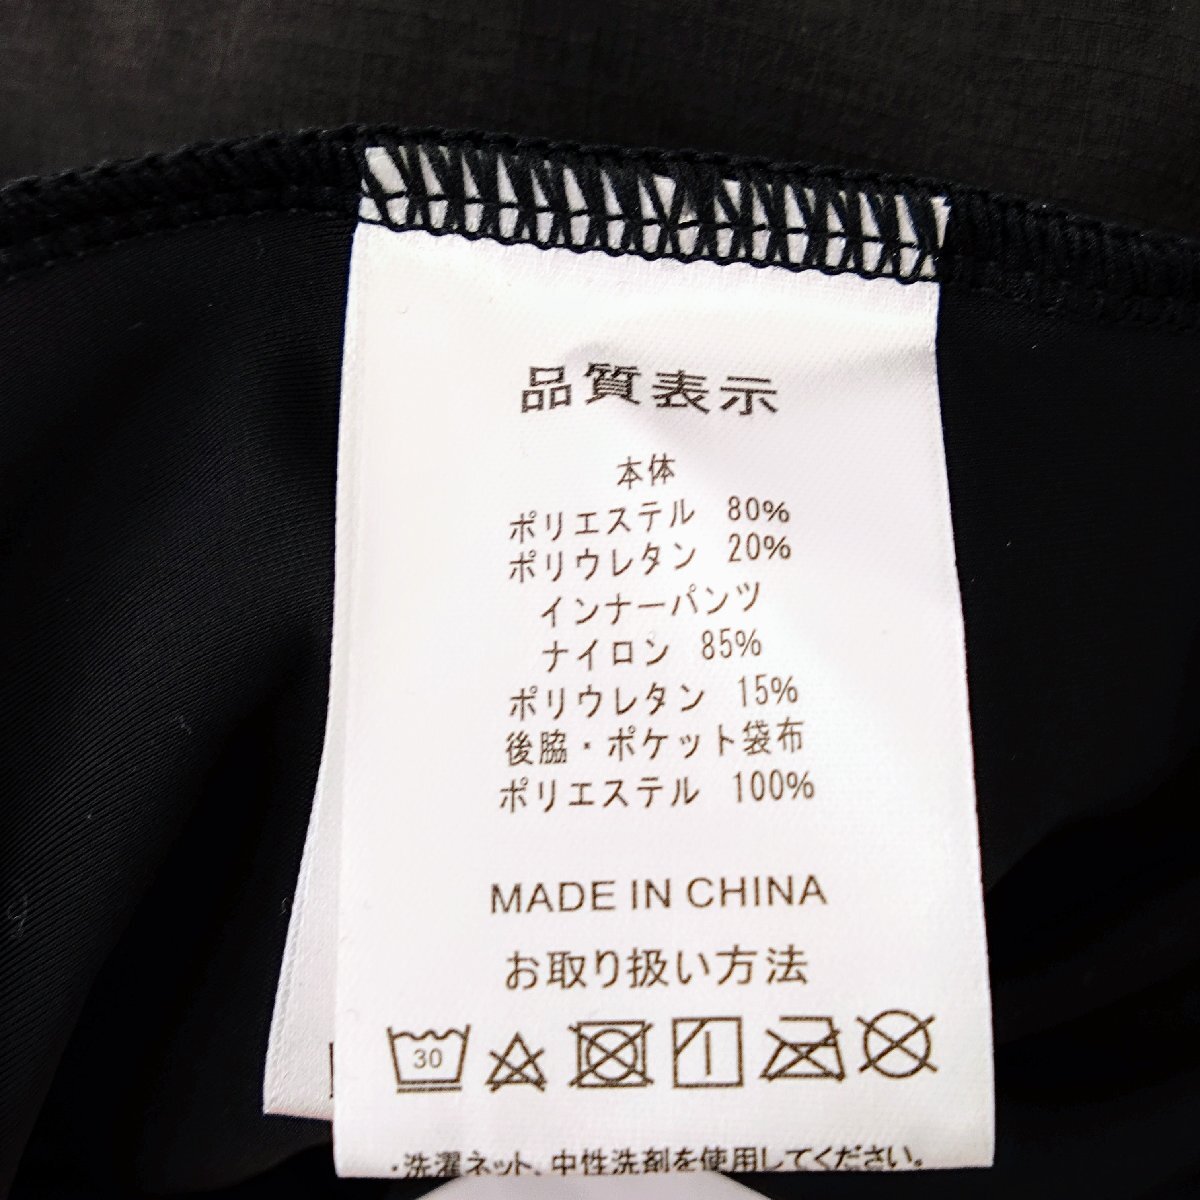 品質表示
本体
ポリエステル 80%
ポリウレタン 20%
インナーパンツ
ナイロン 85%
ポリウレタン 15%
後脇・ポケット袋布
ポリエステル 100%
MADE IN CHINA
お取り扱い方法
30
・洗濯ネット、中性洗剤を使用してください。